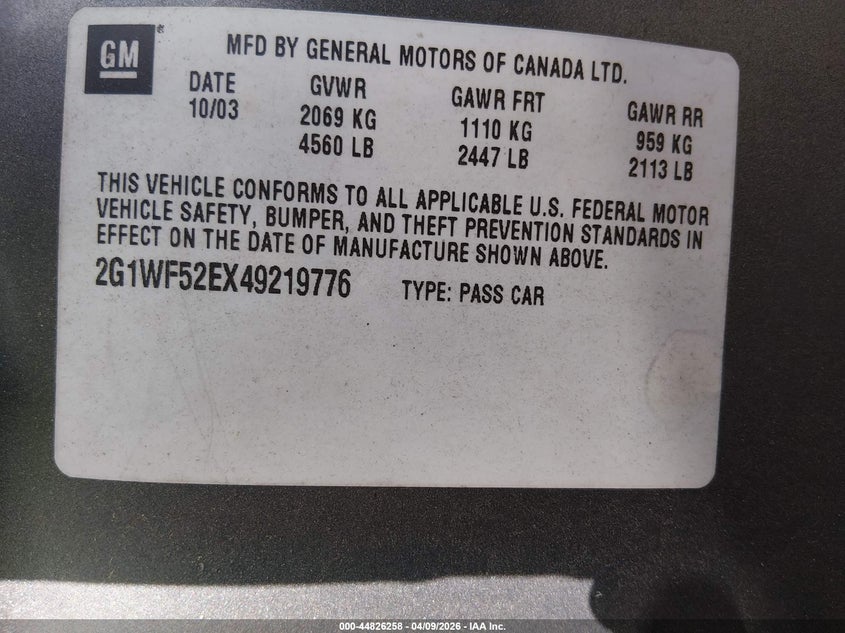 GM
MFD BY GENERAL MOTORS OF CANADA LTD.
DATE GVWR GAWR FRT GAWR RR
10/03 2069 KG 1110 KG 959 KG
4560 LB 2447 LB 2113 LB
THIS VEHICLE CONFORMS TO ALL APPLICABLE U.S. FEDERAL MOTOR
VEHICLE SAFETY, BUMPER, AND THEFT PREVENTION STANDARDS IN
EFFECT ON THE DATE OF MANUFACTURE SHOWN ABOVE.
2G1WF52EX49219776 TYPE: PASS CAR
000-44826258 - 04/09/2026 - IAA Inc.